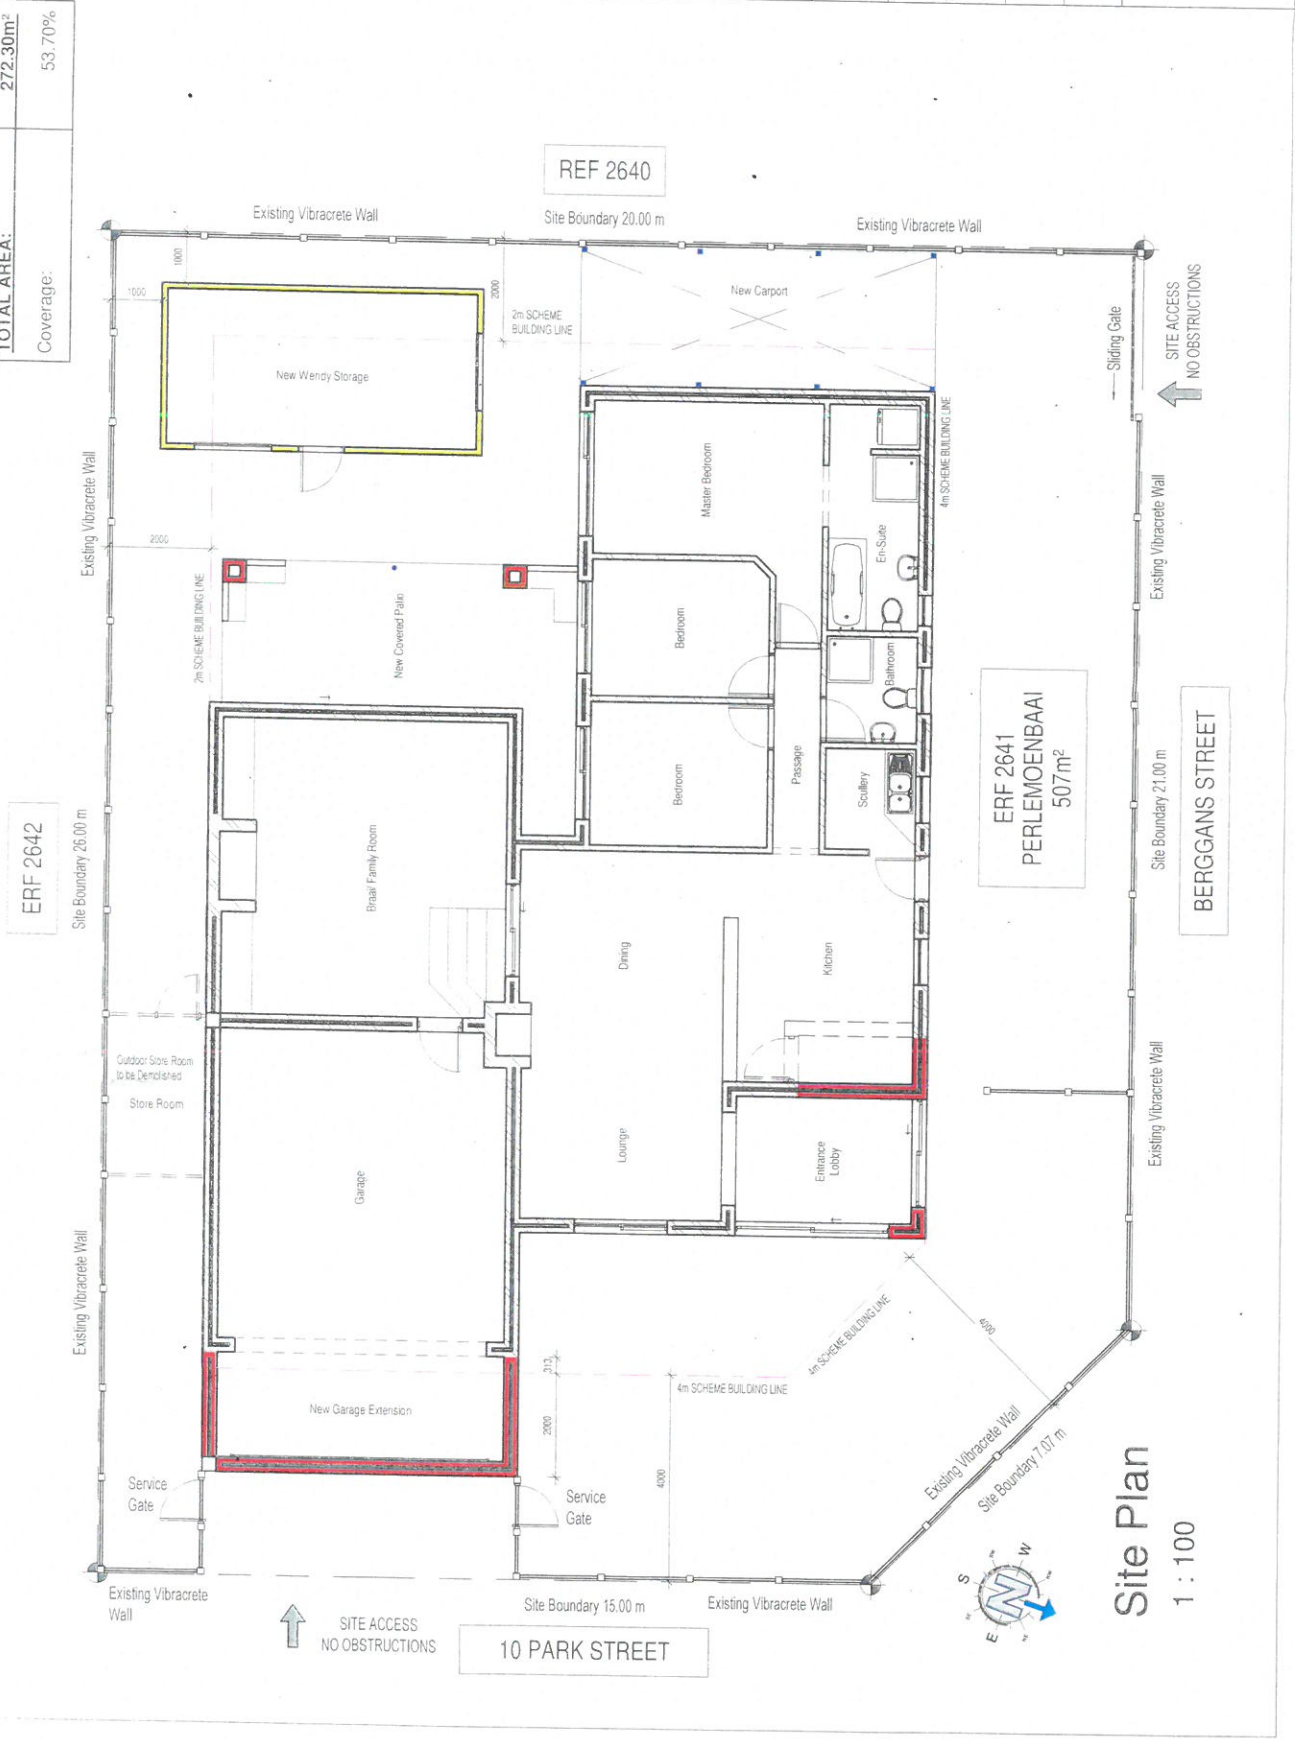 TOTAL AREA:
272.30m²
Coverage:
53.70%
REF 2640
Existing Vibracrete Wall
Site Boundary 20.00 m
Existing Vibracrete Wall
1000
1000
2000
2m SCHEME
BUILDING LINE
New Carport
New Wendy Storage
Sliding Gate
SITE ACCESS
NO OBSTRUCTIONS
Existing Vibracrete Wall
2000
2m SCHEME BUILDING LINE
New Covered Patio
Master Bedroom
4m SCHEME BUILDING LINE
En-Suite
Existing Vibracrete Wall
Bedroom
Bathroom
Bedroom
Passage
Scullery
ERF 2641
PERLEMOENBAAI
507m²
Site Boundary 21.00 m
BERGGANS STREET
ERF 2642
Site Boundary 26.00 m
Braai/ Family Room
Dining
Kitchen
Outdoor Store Room
to be Demolished
Store Room
Garage
Lounge
Entrance
Lobby
Existing Vibracrete Wall
Existing Vibracrete Wall
New Garage Extension
313
2000
4000
4m SCHEME BUILDING LINE
4m SCHEME BUILDING LINE
4000
Service
Gate
Service
Gate
Existing Vibracrete Wall
Site Boundary 7.07 m
Existing Vibracrete
Wall
SITE ACCESS
NO OBSTRUCTIONS
Site Boundary 15.00 m
Existing Vibracrete Wall
10 PARK STREET
S
W
E
N
Site Plan
1 : 100